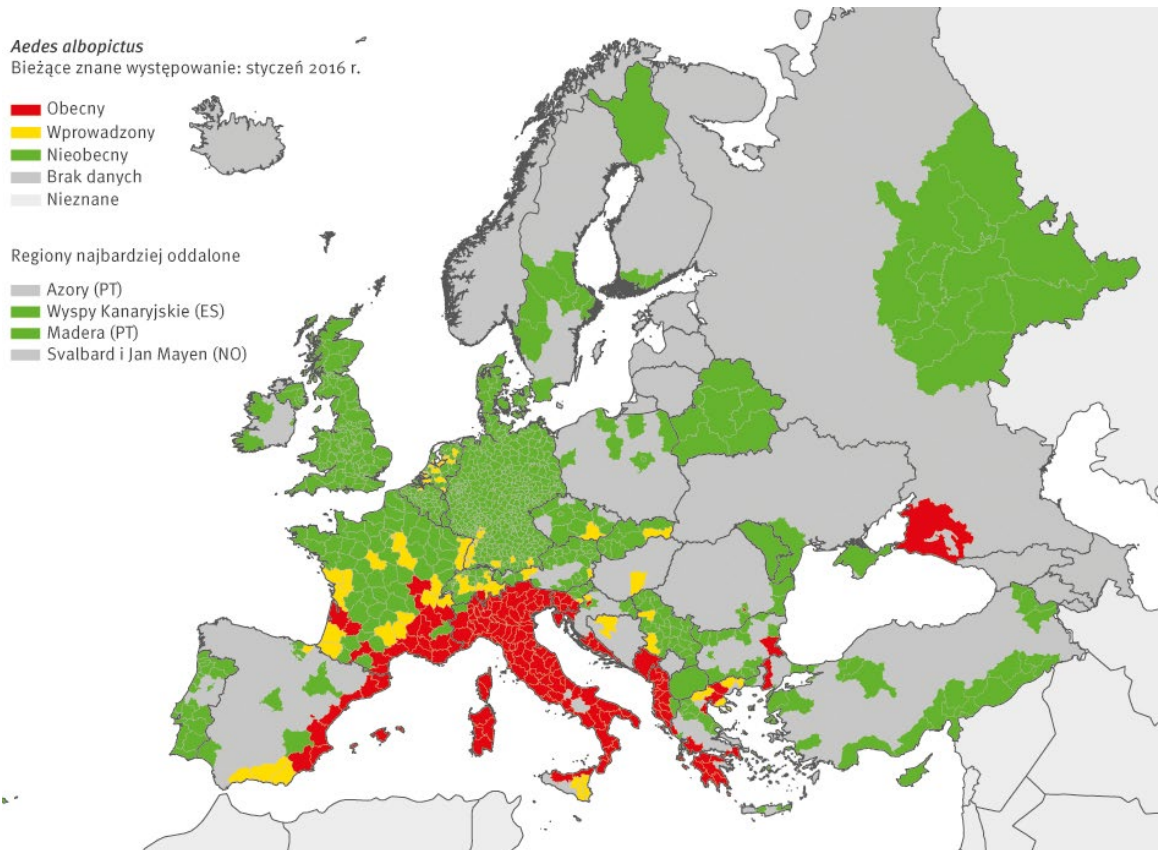 Aedes albopictus
Bieżące znane występowanie: styczeń 2016 r.
Obecny
Wprowadzony
Nieobecny
Brak danych
Nieznane
Regiony najbardziej oddalone
Azory (PT)
Wyspy Kanaryjskie (ES)
Madera (PT)
Svalbard i Jan Mayen (NO)